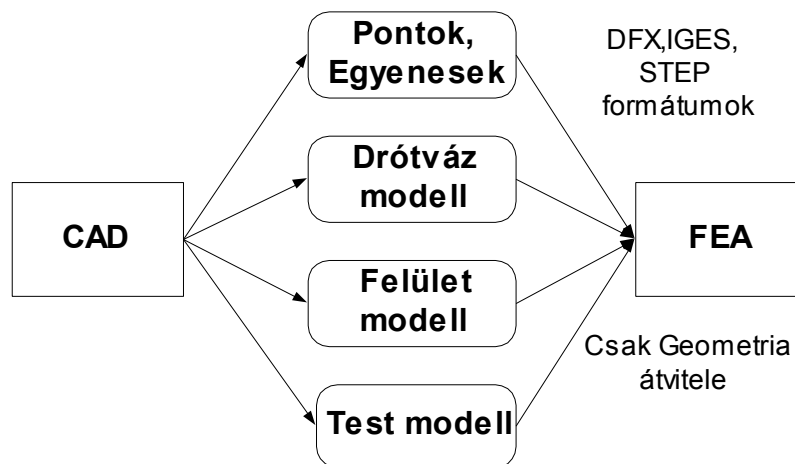 Pontok,
Egyenesek
DFX,IGES,
STEP
formátumok
Drótváz
modell
CAD
FEA
Felület
modell
Csak Geometria
átvitele
Test modell